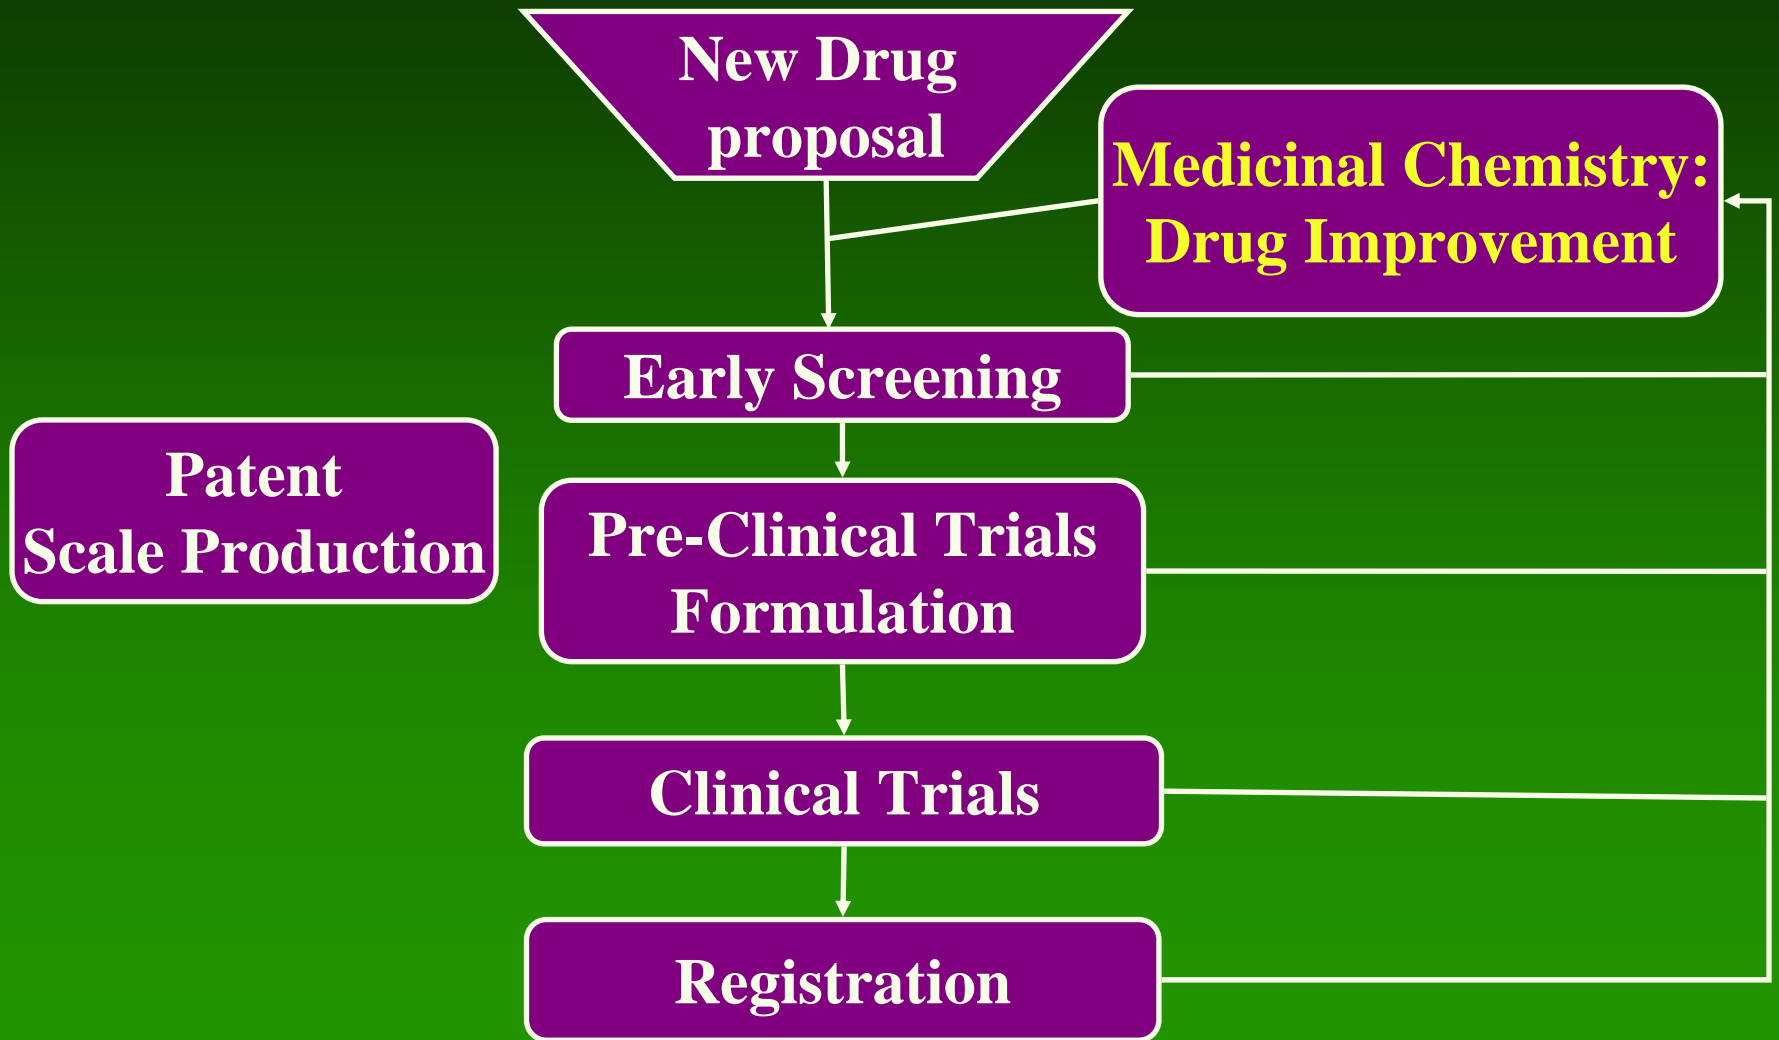 New Drug
proposal
Medicinal Chemistry:
Drug Improvement
Early Screening
Patent
Scale Production
Pre-Clinical Trials
Formulation
Clinical Trials
Registration